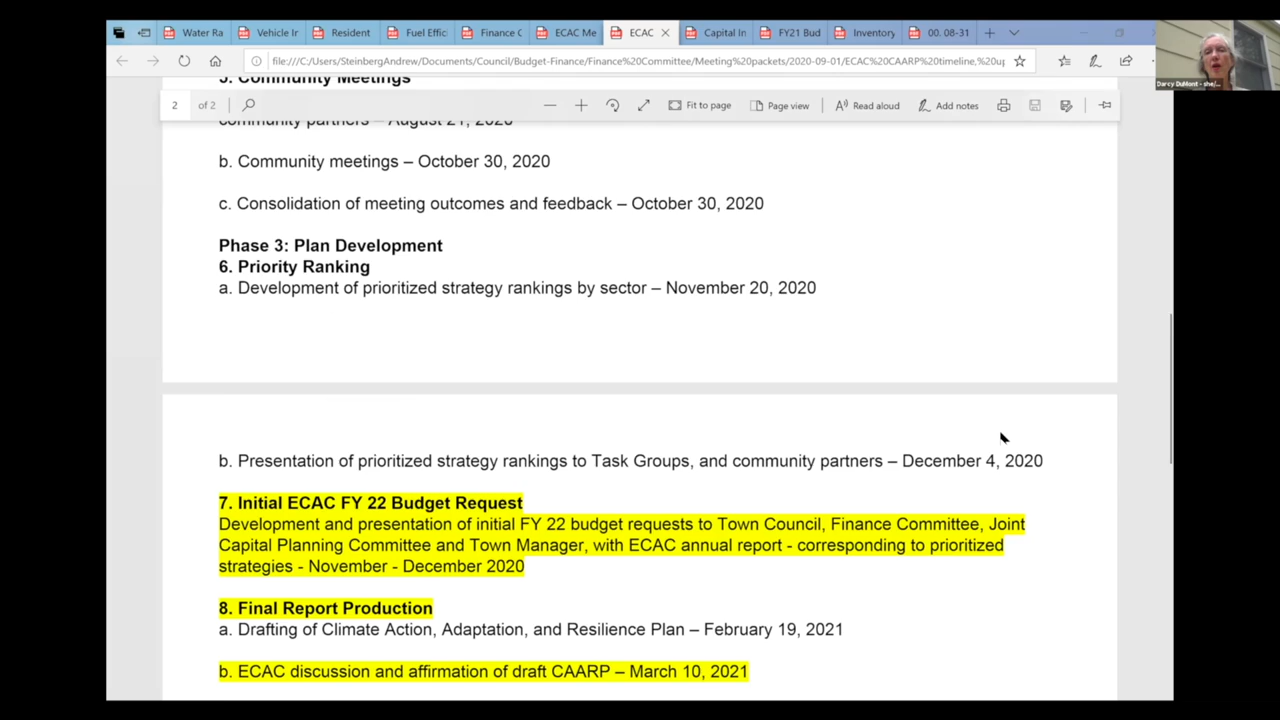 Water Ra
Vehicle Ir
Resident
Fuel Effic
Finance C
ECAC Me
ECAC
Capital In
FY21 Bud
Inventory
00. 08-31
file:///C:/Users/SteinbergAndrew/Documents/Council/Budget-Finance/Finance%20Committee/Meeting%20packets/2020-09-01/ECAC%20CAARP%20timeline,%20up
Darcy DuMont - she/...
5. Community Meetings
2 of 2
Fit to page
Page view
Read aloud
Add notes
community partners – August 21, 2020
b. Community meetings – October 30, 2020
c. Consolidation of meeting outcomes and feedback – October 30, 2020
Phase 3: Plan Development
6. Priority Ranking
a. Development of prioritized strategy rankings by sector – November 20, 2020
b. Presentation of prioritized strategy rankings to Task Groups, and community partners – December 4, 2020
7. Initial ECAC FY 22 Budget Request
Development and presentation of initial FY 22 budget requests to Town Council, Finance Committee, Joint
Capital Planning Committee and Town Manager, with ECAC annual report - corresponding to prioritized
strategies - November - December 2020
8. Final Report Production
a. Drafting of Climate Action, Adaptation, and Resilience Plan – February 19, 2021
b. ECAC discussion and affirmation of draft CAARP – March 10, 2021